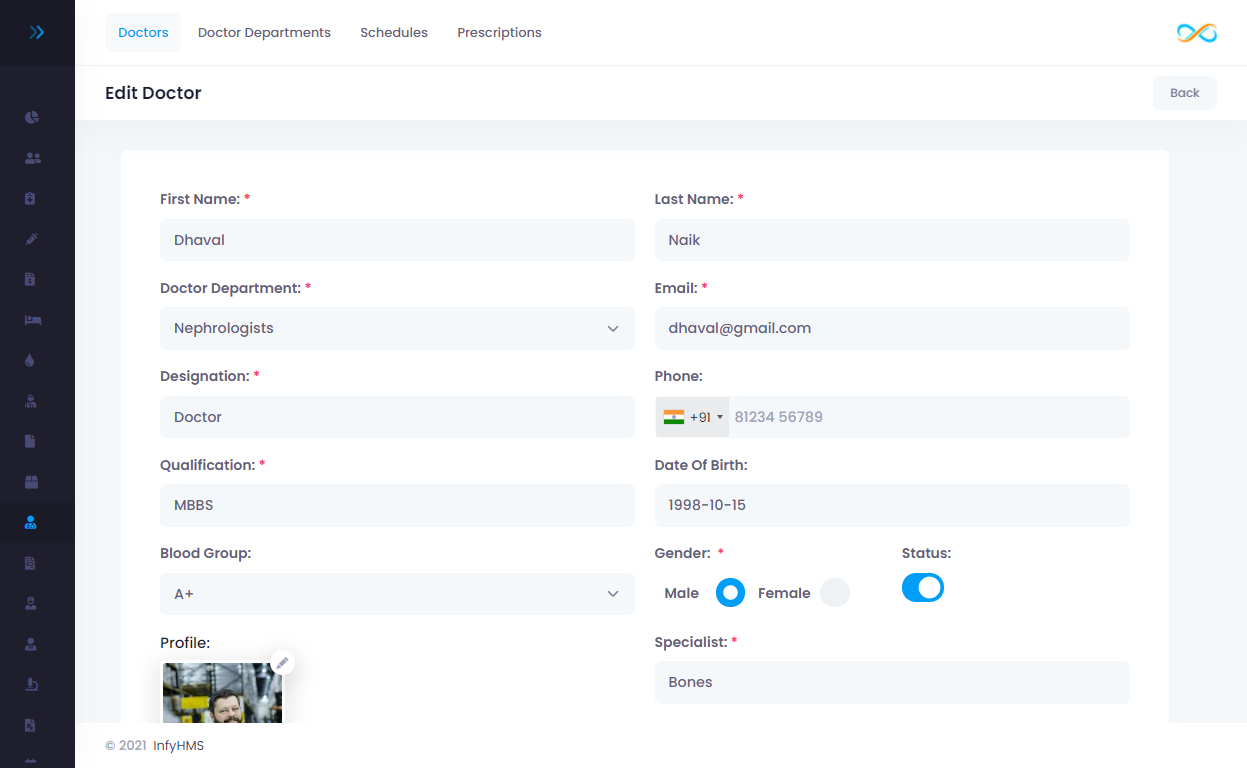 Doctors
Doctor Departments
Schedules
Prescriptions
Edit Doctor
Back
First Name: *
Last Name: *
Dhaval
Naik
Doctor Department: *
Email: *
Nephrologists
dhaval@gmail.com
Designation: *
Phone:
Doctor
+91
81234 56789
Qualification: *
Date Of Birth:
MBBS
1998-10-15
Blood Group:
Gender: *
Status:
A+
Male
Female
Profile:
Specialist: *
Bones
© 2021 InfyHMS